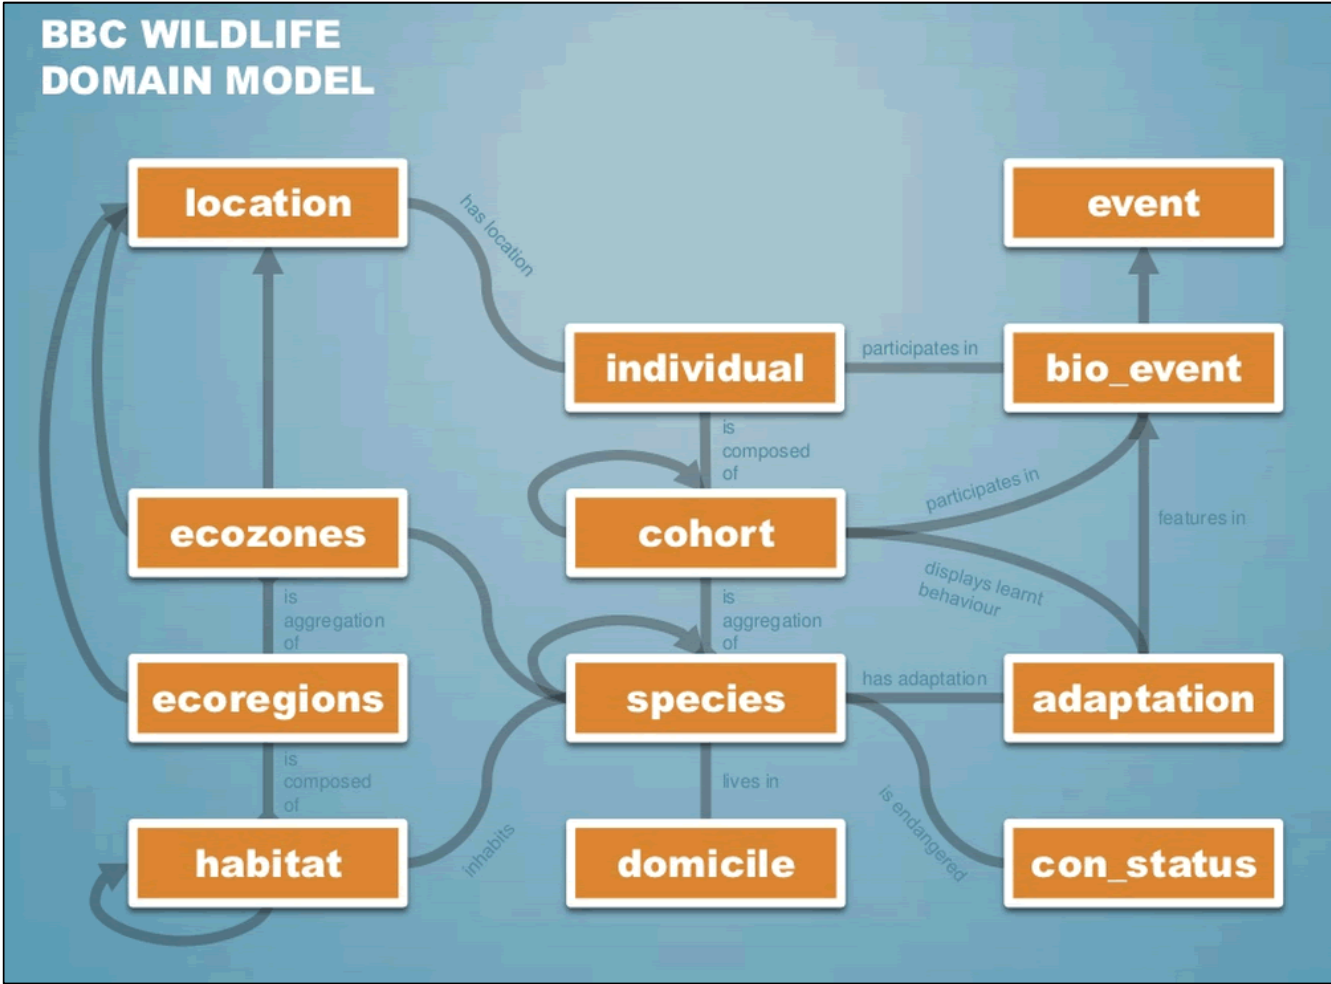 BBC WILDLIFE
DOMAIN MODEL
location
event
has location
individual
participates in
bio_event
is
composed
of
ecozones
cohort
participates in
features in
displays learnt
behaviour
is
aggregation
of
is
aggregation
of
ecoregions
species
has adaptation
adaptation
is
composed
of
lives in
is endangered
inhabits
habitat
domicile
con_status